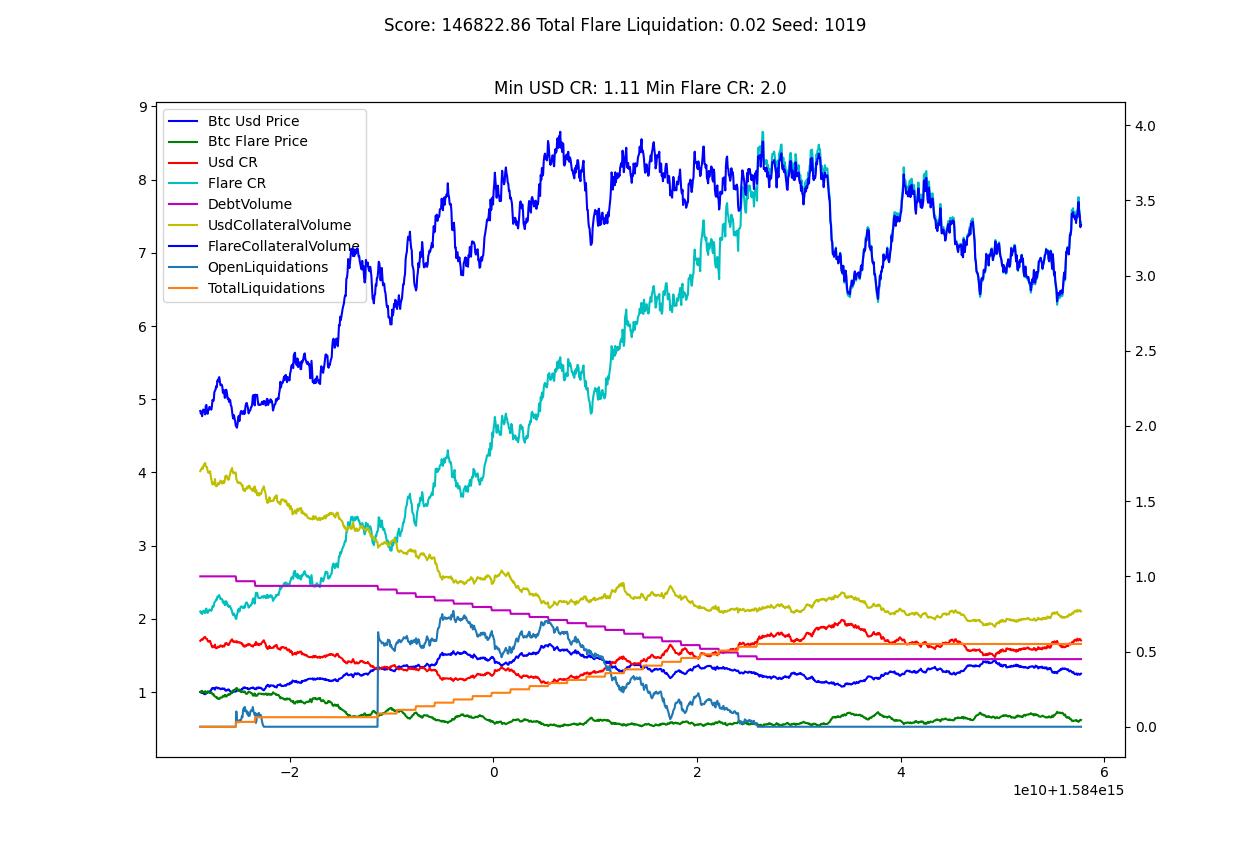 Score: 146822.86 Total Flare Liquidation: 0.02 Seed: 1019
Min USD CR: 1.11 Min Flare CR: 2.0
Btc Usd Price
Btc Flare Price
Usd CR
Flare CR
DebtVolume
UsdCollateralVolume
FlareCollateralVolume
OpenLiquidations
TotalLiquidations
9
8
7
6
5
4
3
2
1
4.0
3.5
3.0
2.5
2.0
1.5
1.0
0.5
0.0
−2 0 2 4 6
1e10+1.584e15